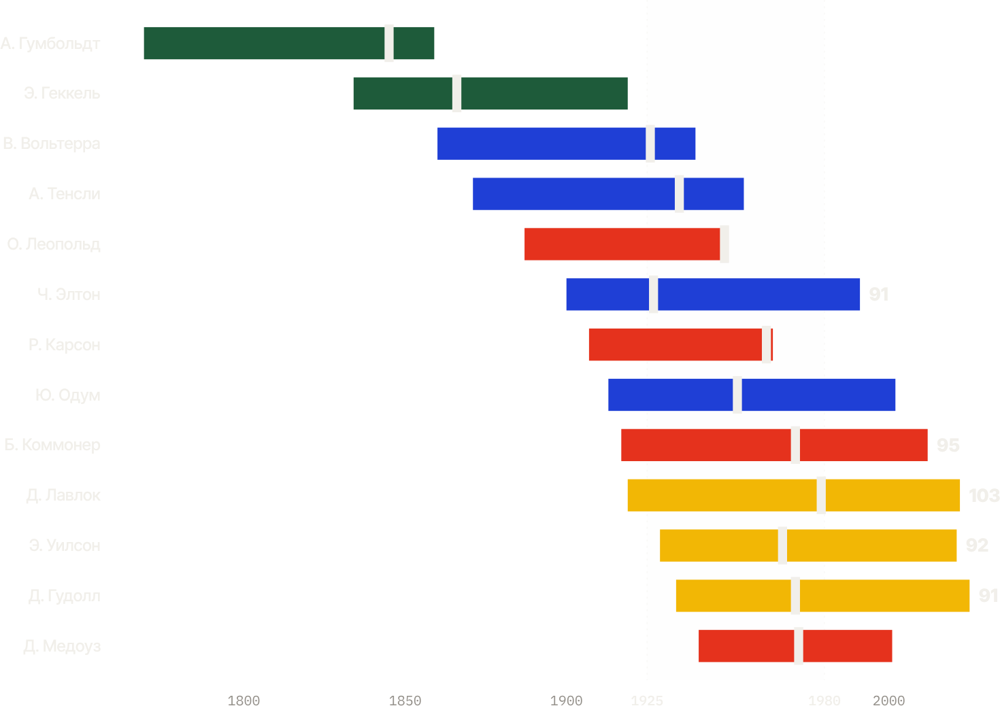 А. Гумбольдт
Э. Геккель
В. Вольтерра
А. Тенсли
О. Леопольд
Ч. Элтон 91
Р. Карсон
Ю. Одум
Б. Коммонер 95
Д. Лавлок 103
Э. Уилсон 92
Д. Гудолл 91
Д. Медоуз
1800 1850 1900 1925 1980 2000